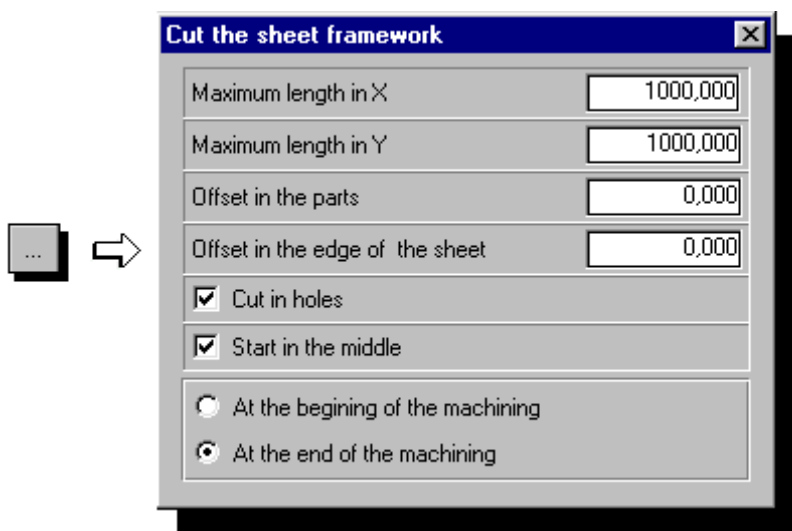 Cut the sheet framework
Maximum length in X 1000,000
Maximum length in Y 1000,000
Offset in the parts 0,000
...
Offset in the edge of the sheet 0,000
Cut in holes
Start in the middle
At the begining of the machining
At the end of the machining